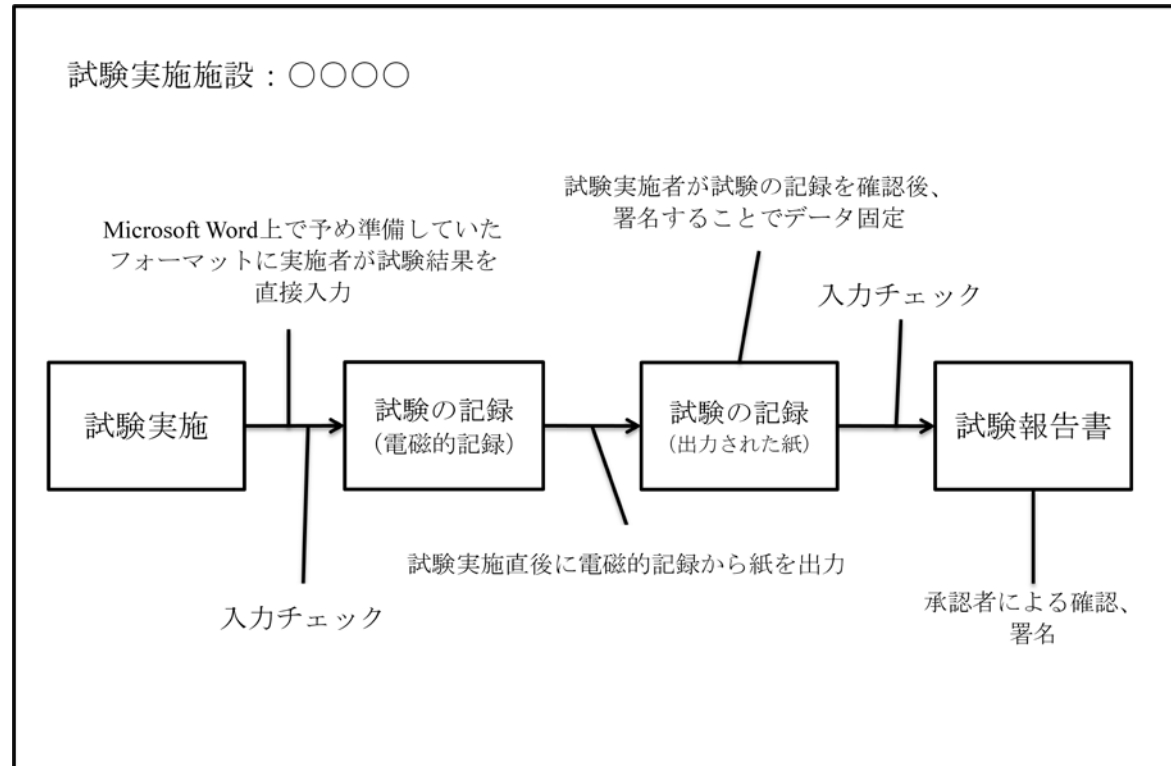 試験実施施設：○○○○
試験実施者が試験の記録を確認後、
署名することでデータ固定
Microsoft Word上で予め準備していた
フォーマットに実施者が試験結果を
直接入力
入力チェック
試験実施
試験の記録
（電磁的記録）
試験の記録
（出力された紙）
試験報告書
試験実施直後に電磁的記録から紙を出力
入力チェック
承認者による確認、
署名